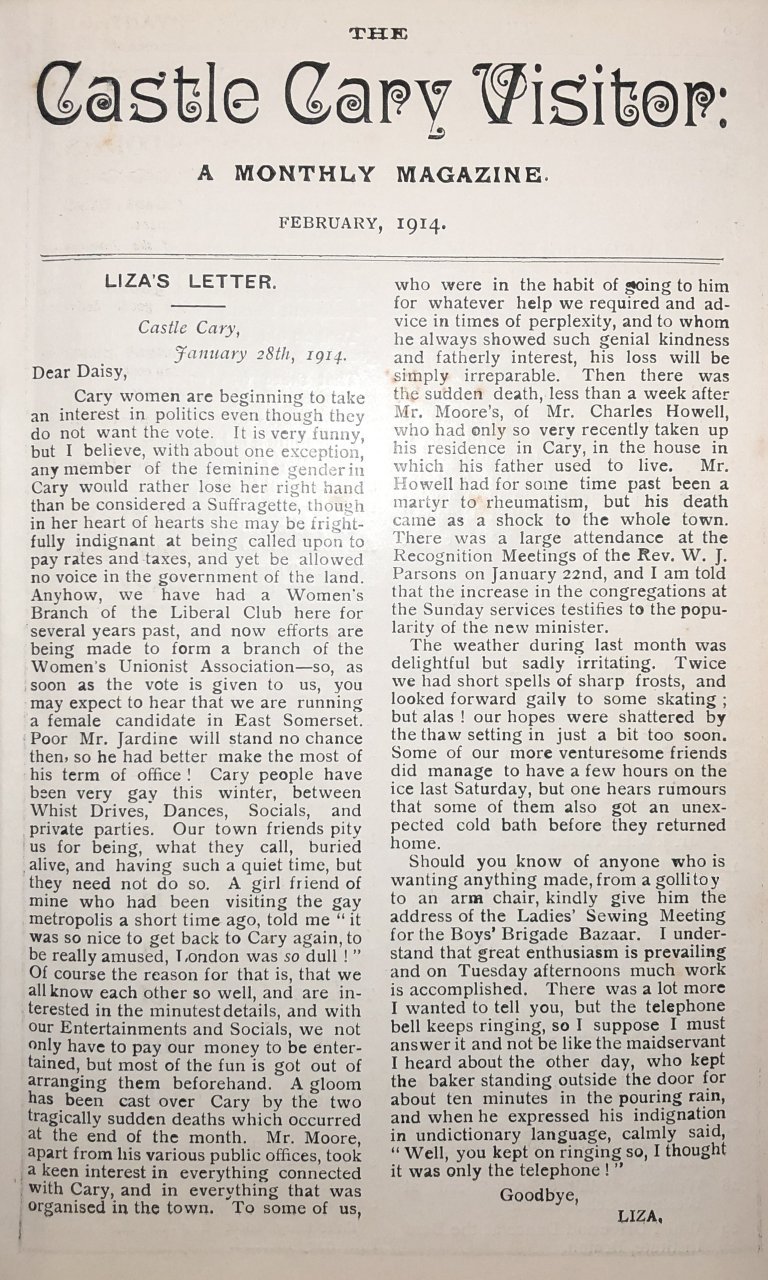 THE
Castle Cary Visitor:
A MONTHLY MAGAZINE.
FEBRUARY, 1914.
LIZA'S LETTER.
Castle Cary,
January 28th, 1914.
Dear Daisy,
Cary women are beginning to take
an interest in politics even though they
do not want the vote. It is very funny,
but I believe, with about one exception,
any member of the feminine gender in
Cary would rather lose her right hand
than be considered a Suffragette, though
in her heart of hearts she may be fright-
fully indignant at being called upon to
pay rates and taxes, and yet be allowed
no voice in the government of the land.
Anyhow, we have had a Women's
Branch of the Liberal Club here for
several years past, and now efforts are
being made to form a branch of the
Women's Unionist Association—so, as
soon as the vote is given to us, you
may expect to hear that we are running
a female candidate in East Somerset.
Poor Mr. Jardine will stand no chance
then, so he had better make the most of
his term of office! Cary people have
been very gay this winter, between
Whist Drives, Dances, Socials, and
private parties. Our town friends pity
us for being, what they call, buried
alive, and having such a quiet time, but
they need not do so. A girl friend of
mine who had been visiting the gay
metropolis a short time ago, told me "it
was so nice to get back to Cary again, to
be really amused, London was so dull!"
Of course the reason for that is, that we
all know each other so well, and are in-
terested in the minutest details, and with
our Entertainments and Socials, we not
only have to pay our money to be enter-
tained, but most of the fun is got out of
arranging them beforehand. A gloom
has been cast over Cary by the two
tragically sudden deaths which occurred
at the end of the month. Mr. Moore,
apart from his various public offices, took
a keen interest in everything connected
with Cary, and in everything that was
organised in the town. To some of us,
who were in the habit of going to him
for whatever help we required and ad-
vice in times of perplexity, and to whom
he always showed such genial kindness
and fatherly interest, his loss will be
simply irreparable. Then there was
the sudden death, less than a week after
Mr. Moore's, of Mr. Charles Howell,
who had only so very recently taken up
his residence in Cary, in the house in
which his father used to live. Mr.
Howell had for some time past been a
martyr to rheumatism, but his death
came as a shock to the whole town.
There was a large attendance at the
Recognition Meetings of the Rev. W. J.
Parsons on January 22nd, and I am told
that the increase in the congregations at
the Sunday services testifies to the popu-
larity of the new minister.
The weather during last month was
delightful but sadly irritating. Twice
we had short spells of sharp frosts, and
looked forward gaily to some skating;
but alas! our hopes were shattered by
the thaw setting in just a bit too soon.
Some of our more venturesome friends
did manage to have a few hours on the
ice last Saturday, but one hears rumours
that some of them also got an unex-
pected cold bath before they returned
home.
Should you know of anyone who is
wanting anything made, from a gollitoy
to an arm chair, kindly give him the
address of the Ladies' Sewing Meeting
for the Boys' Brigade Bazaar. I under-
stand that great enthusiasm is prevailing
and on Tuesday afternoons much work
is accomplished. There was a lot more
I wanted to tell you, but the telephone
bell keeps ringing, so I suppose I must
answer it and not be like the maidservant
I heard about the other day, who kept
the baker standing outside the door for
about ten minutes in the pouring rain,
and when he expressed his indignation
in undictionary language, calmly said,
"Well, you kept on ringing so, I thought
it was only the telephone!"
Goodbye,
LIZA.